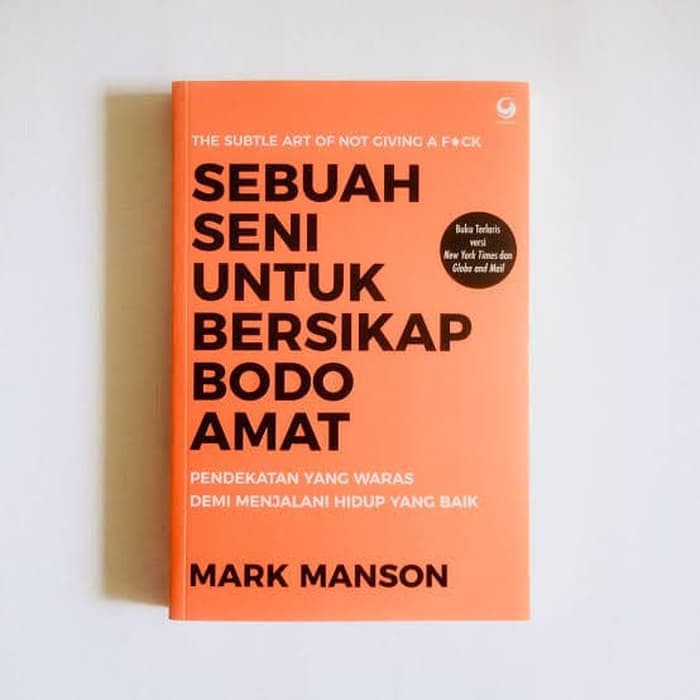 THE SUBTLE ART OF NOT GIVING A F*CK
SEBUAH
SENI
UNTUK
BERSIKAP
BODO
AMAT
Buku Terlaris
versi
New York Times dan
Globe and Mail
PENDEKATAN YANG WARAS
DEMI MENJALANI HIDUP YANG BAIK
MARK MANSON